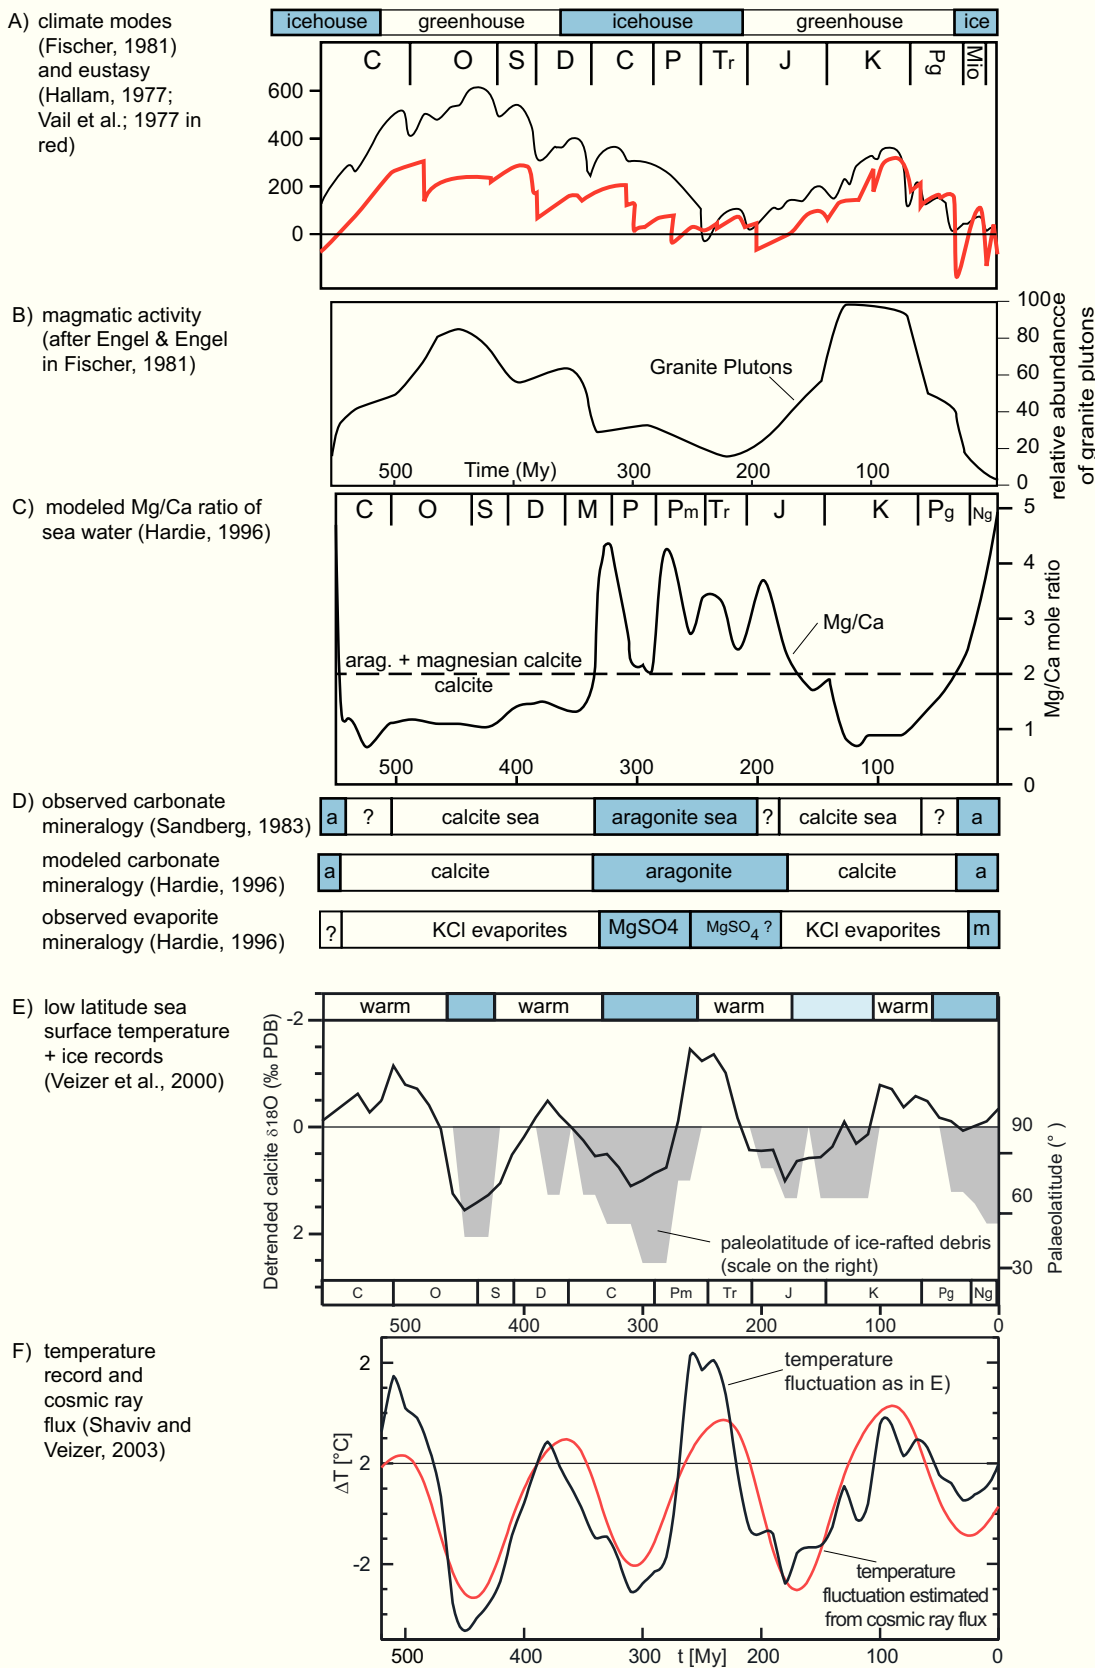 A) climate modes
(Fischer, 1981)
and eustasy
(Hallam, 1977;
Vail et al.; 1977 in
red)
icehouse greenhouse icehouse greenhouse ice
C O S D C P Tr J K Pg Mio
600
400
200
0
B) magmatic activity
(after Engel & Engel
in Fischer, 1981)
Granite Plutons
100
80
60
40
20
0
relative abundancce
of granite plutons
500 Time (My) 300 200 100
C) modeled Mg/Ca ratio of
sea water (Hardie, 1996)
C O S D M P Pm Tr J K Pg Ng
5
4
3
2
1
0
Mg/Ca mole ratio
Mg/Ca
arag. + magnesian calcite
calcite
500 400 300 200 100
D) observed carbonate
mineralogy (Sandberg, 1983)
a ? calcite sea aragonite sea ? calcite sea ? a
modeled carbonate
mineralogy (Hardie, 1996)
a calcite aragonite calcite a
observed evaporite
mineralogy (Hardie, 1996)
? KCl evaporites MgSO4 MgSO4 ? KCl evaporites m
E) low latitude sea
surface temperature
+ ice records
(Veizer et al., 2000)
warm warm warm warm
-2
0
2
Detrended calcite δ18O (‰ PDB)
90
60
30
Palaeolatitude (°)
paleolatitude of ice-rafted debris
(scale on the right)
C O S D C Pm Tr J K Pg Ng
500 400 300 200 100 0
F) temperature
record and
cosmic ray
flux (Shaviv and
Veizer, 2003)
2
2
-2
ΔT [°C]
temperature
fluctuation as in E)
temperature
fluctuation estimated
from cosmic ray flux
500 400 300 t [My] 200 100 0